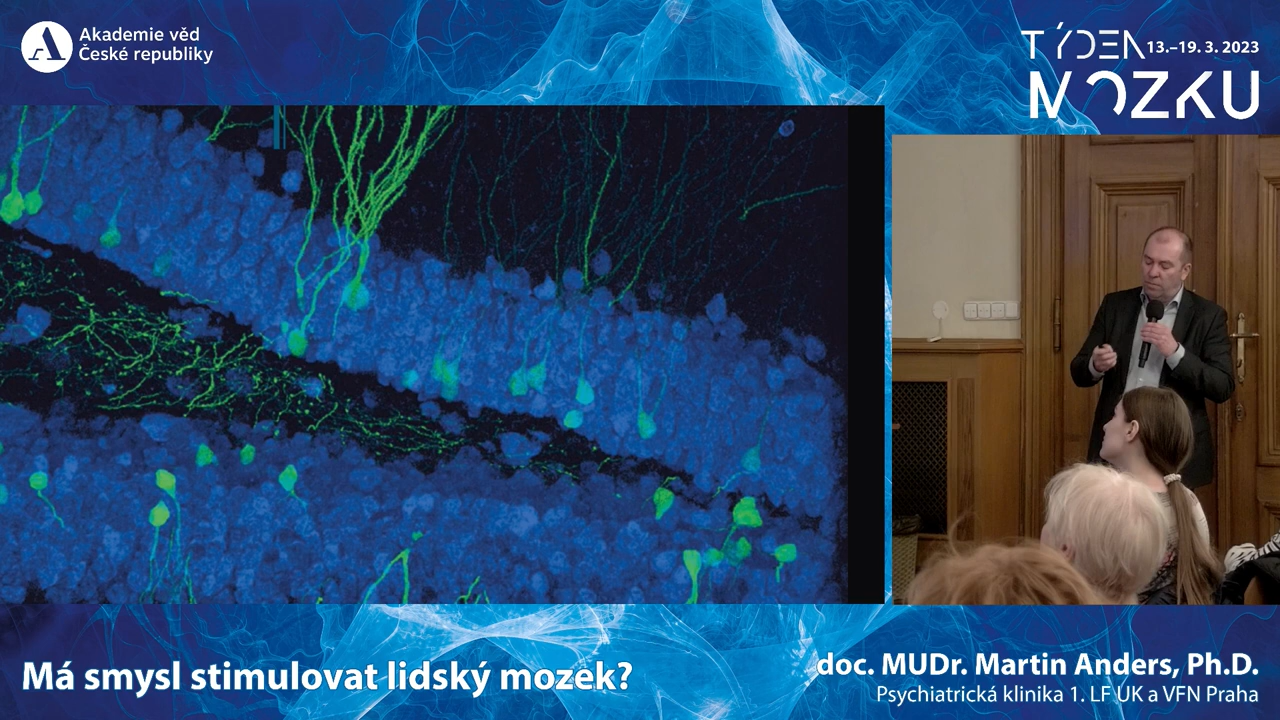 Akademie věd
České republiky
TÝDEN 13.–19. 3. 2023
MOZKU
Má smysl stimulovat lidský mozek?
doc. MUDr. Martin Anders, Ph.D.
Psychiatrická klinika 1. LF UK a VFN Praha